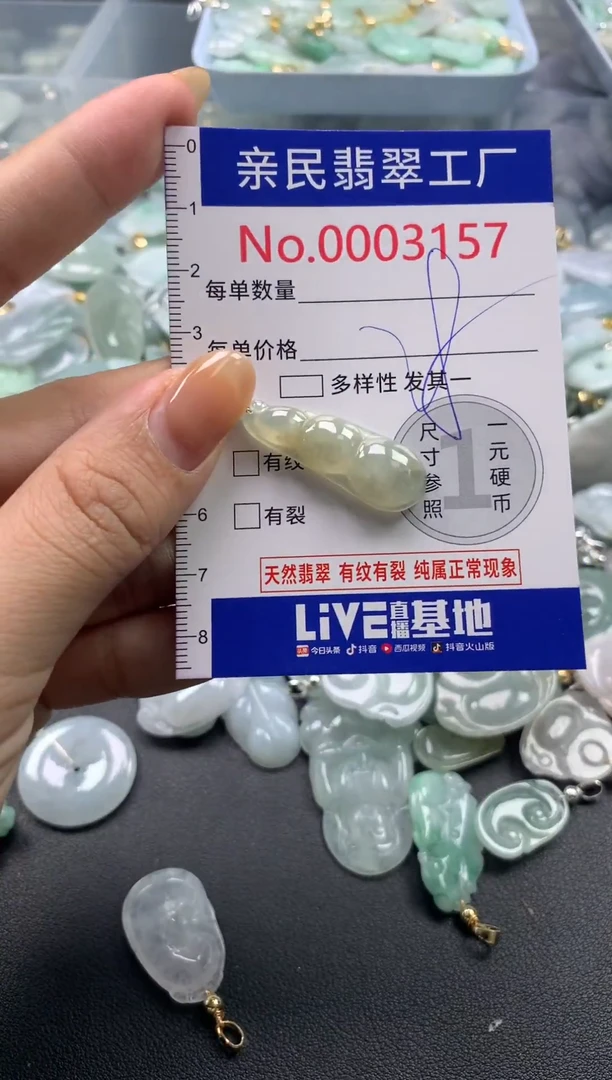 亲民翡翠工厂
No.0003157
每单数量
每单价格
多样性 发其一
有纹
有裂
尺寸参照
1
一元硬币
天然翡翠 有纹有裂 纯属正常现象
LiVE直播基地
头条 今日头条 抖音 西瓜视频 抖音火山版
0
1
2
3
6
7
8